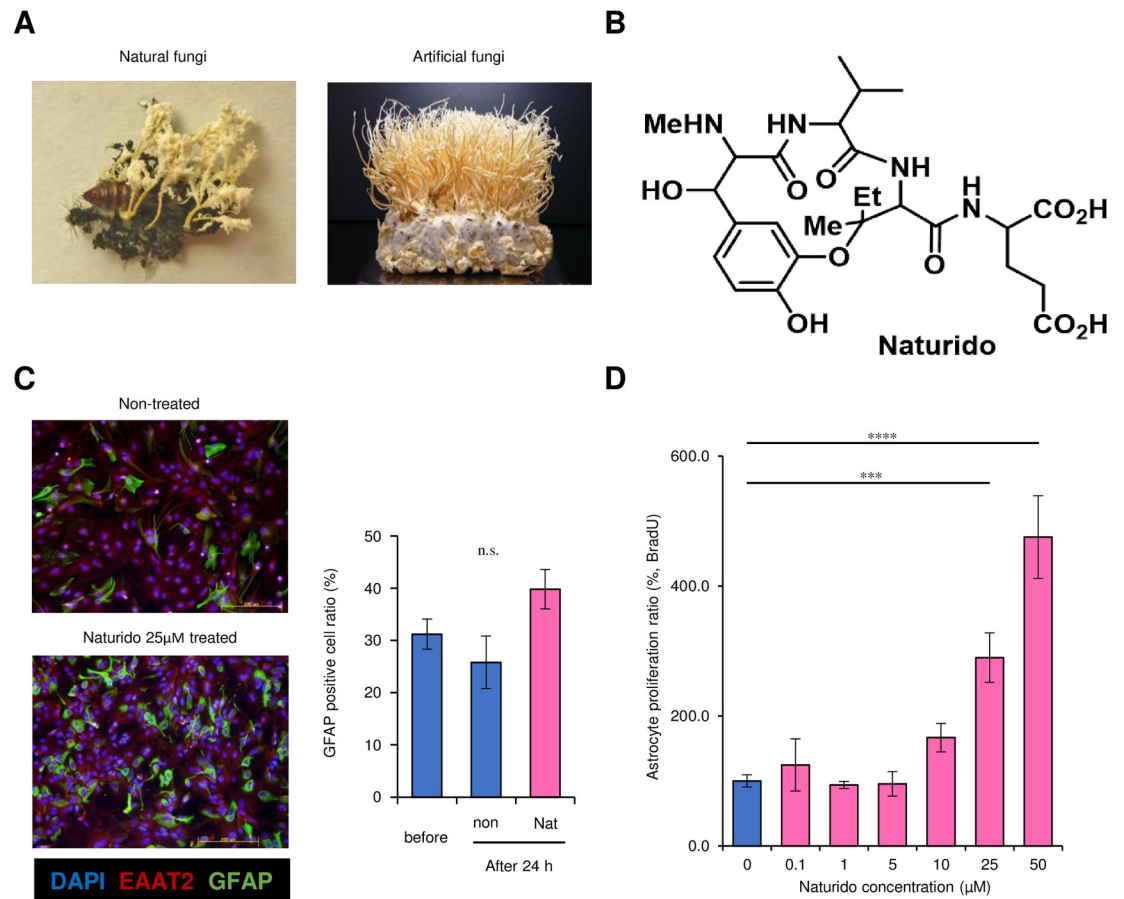 A
Natural fungi
Artificial fungi
B
MeHN
HN
O
O
NH
HO
Et
Me
H
N
CO2H
O
O
OH
CO2H
Naturido
C
Non-treated
Naturido 25μM treated
DAPI EAAT2 GFAP
GFAP positive cell ratio (%)
50
40
30
20
10
0
n.s.
before
non
Nat
After 24 h
D
Astrocyte proliferation ratio (%, BradU)
600.0
400.0
200.0
0.0
****
***
0 0.1 1 5 10 25 50
Naturido concentration (μM)